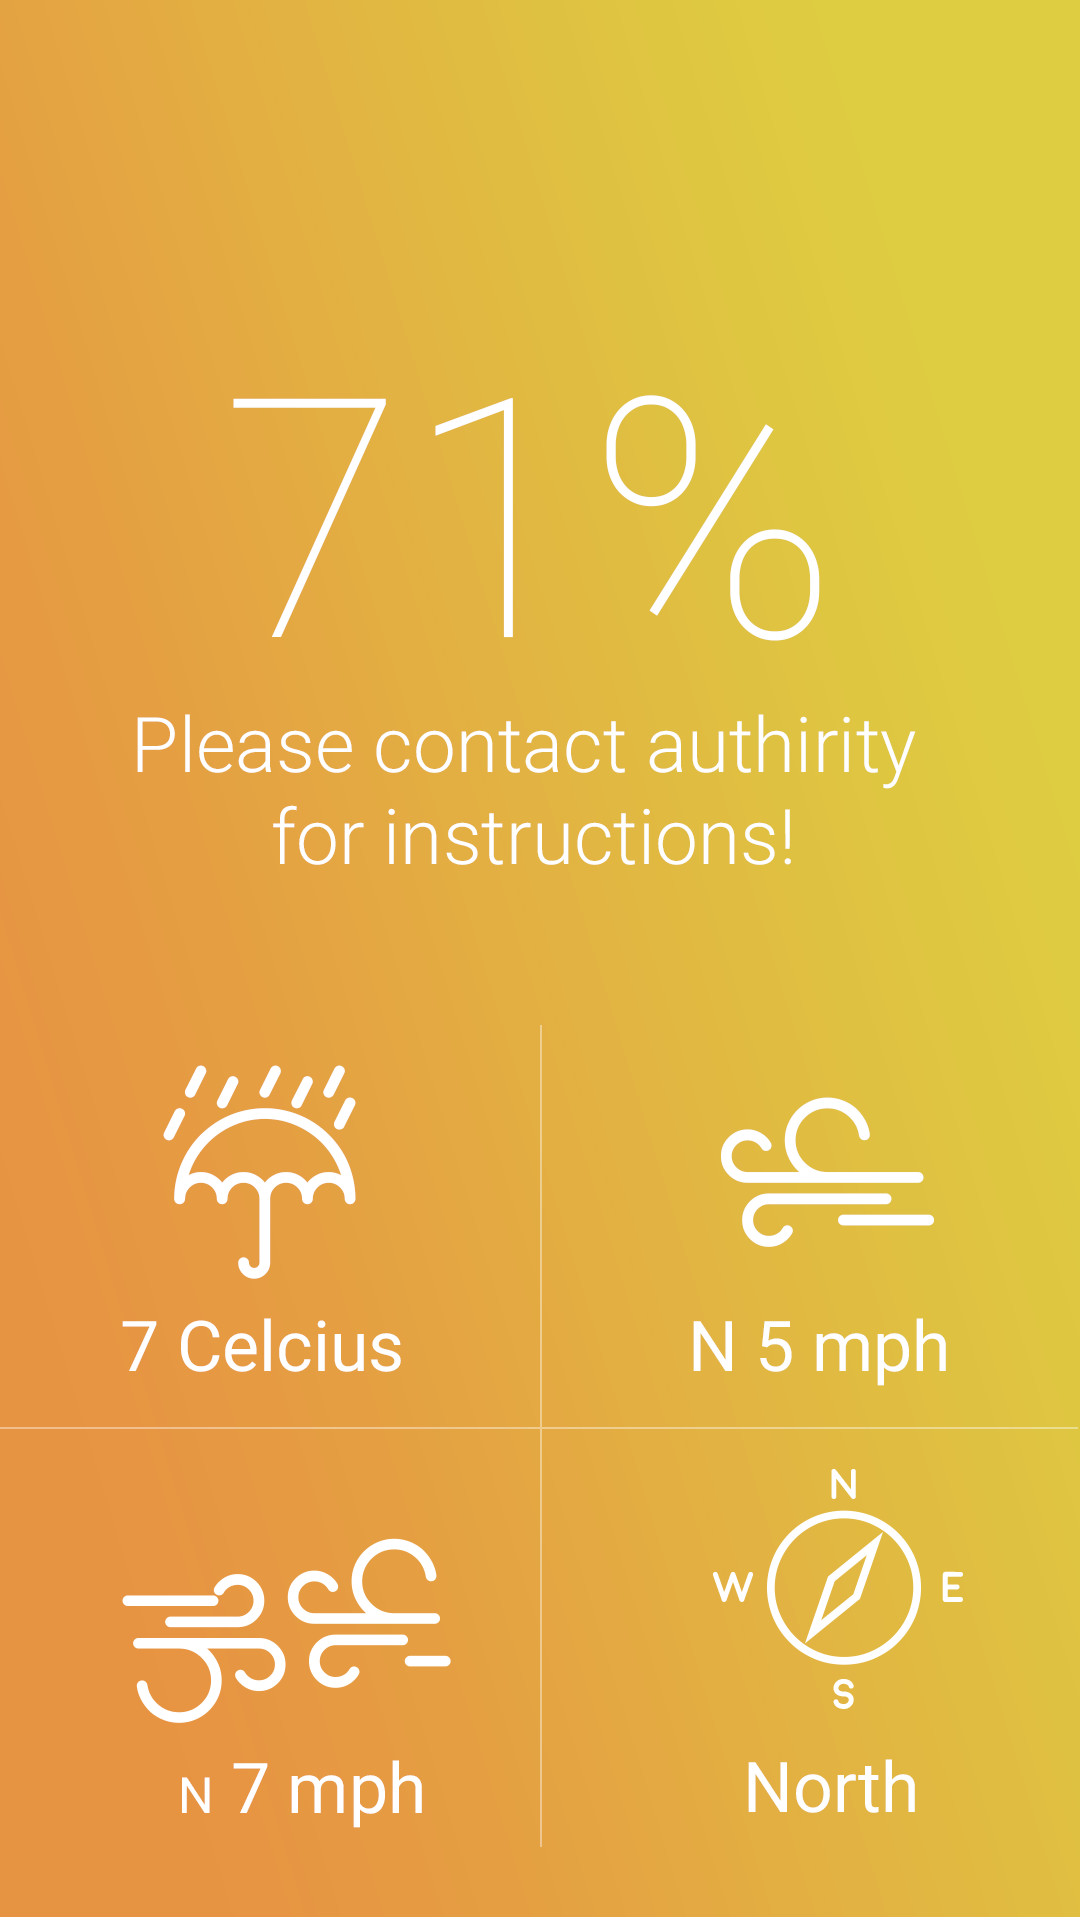 71%
Please contact authirity
for instructions!
7 Celcius
N 5 mph
N
W E
S
N 7 mph
North